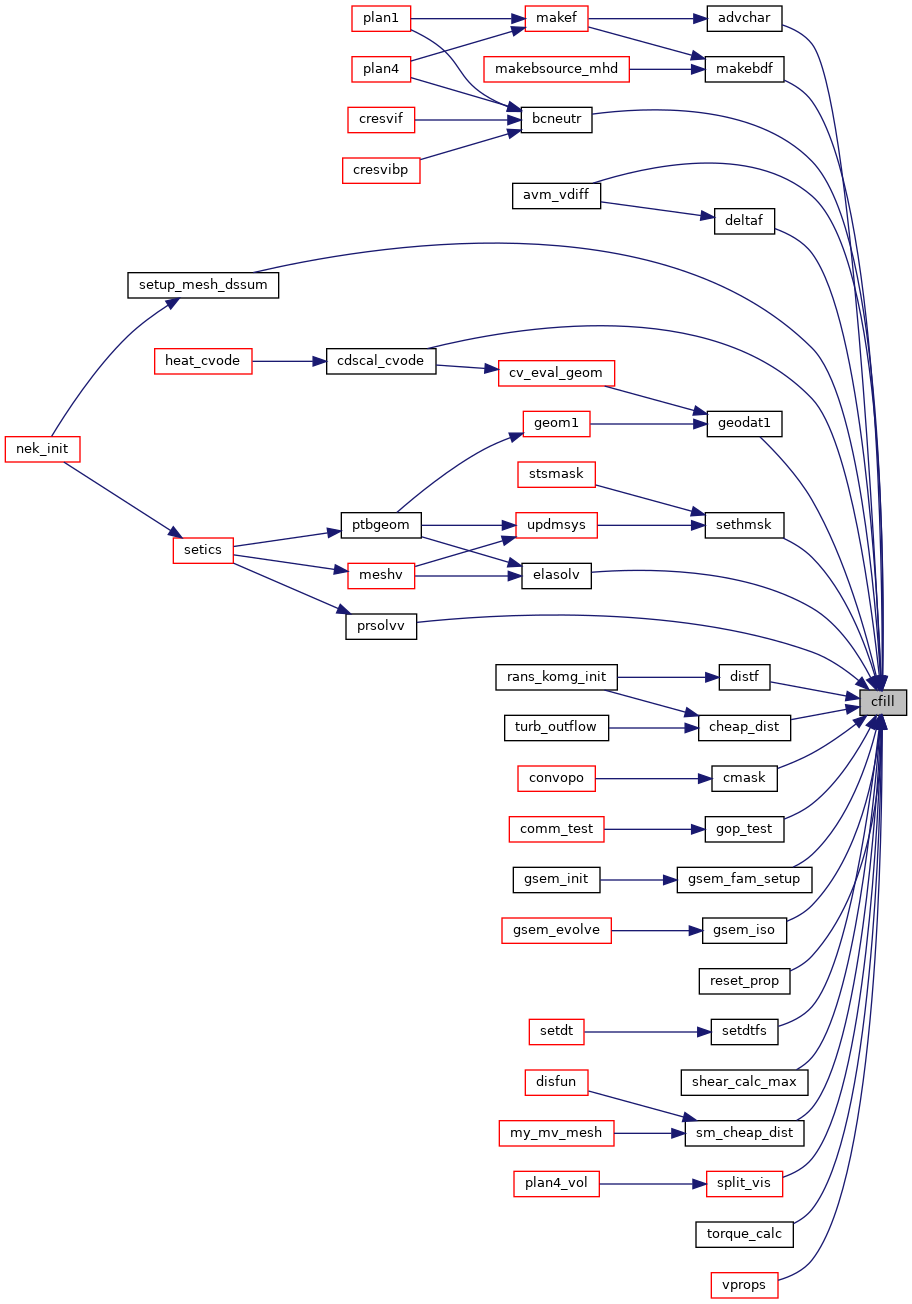 plan1
makef
advchar
plan4
makebsource_mhd
makebdf
cresvif
bcneutr
cresvibp
avm_vdiff
deltaf
setup_mesh_dssum
heat_cvode
cdscal_cvode
cv_eval_geom
geom1
geodat1
nek_init
stsmask
ptbgeom
updmsys
sethmsk
setics
meshv
elasolv
prsolvv
rans_komg_init
distf
cfill
turb_outflow
cheap_dist
convopo
cmask
comm_test
gop_test
gsem_init
gsem_fam_setup
gsem_evolve
gsem_iso
reset_prop
setdt
setdtfs
disfun
shear_calc_max
my_mv_mesh
sm_cheap_dist
plan4_vol
split_vis
torque_calc
vprops